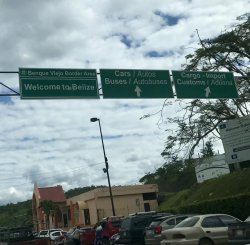 Benque Viejo Border Area
Welcome to Belize
Cars / Autos
Buses / Autobuses
Cargo - Import
Customs / Aduana